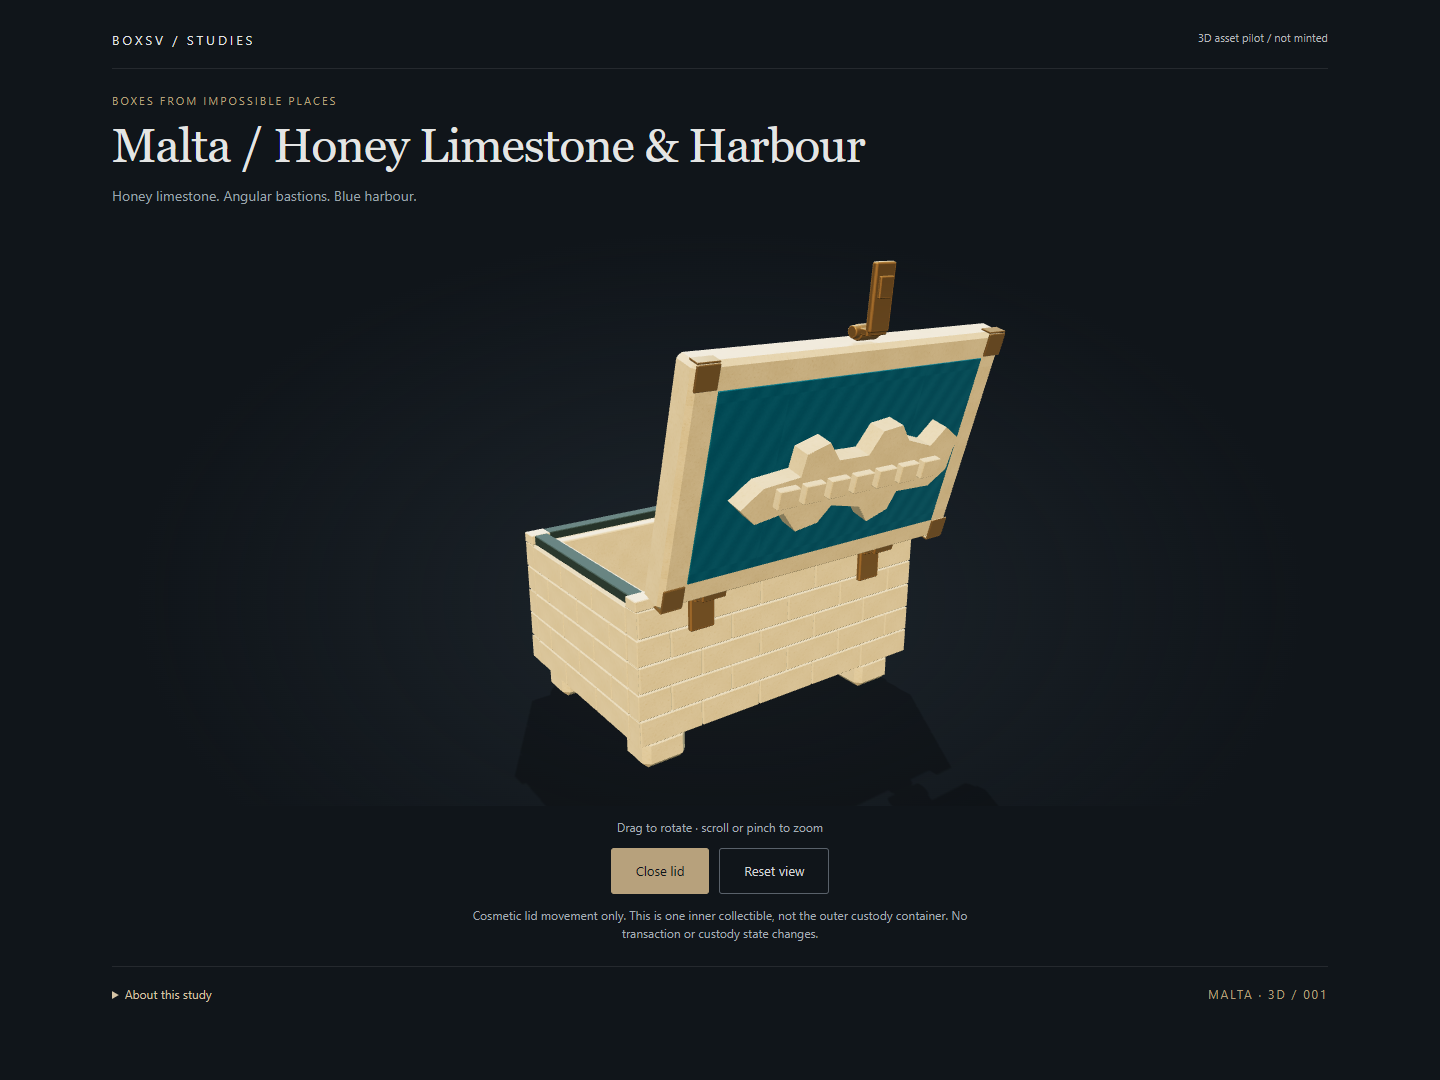 BOXSV / STUDIES
3D asset pilot / not minted
BOXES FROM IMPOSSIBLE PLACES
Malta / Honey Limestone & Harbour
Honey limestone. Angular bastions. Blue harbour.
Drag to rotate · scroll or pinch to zoom
Close lid
Reset view
Cosmetic lid movement only. This is one inner collectible, not the outer custody container. No
transaction or custody state changes.
About this study
MALTA · 3D / 001